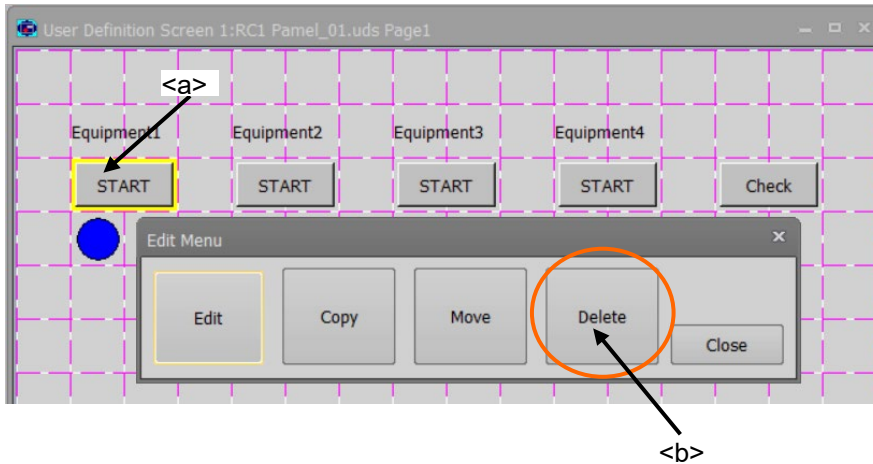 User Definition Screen 1:RC1 Pamel_01.uds Page1
<a>
Equipment1 Equipment2 Equipment3 Equipment4
START START START START Check
Edit Menu
Edit Copy Move Delete
Close
<b>